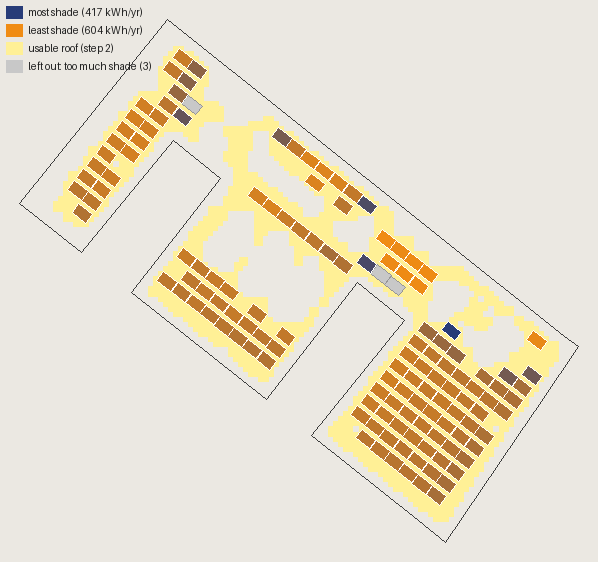 most shade (417 kWh/yr)
least shade (604 kWh/yr)
usable roof (step 2)
left out: too much shade (3)